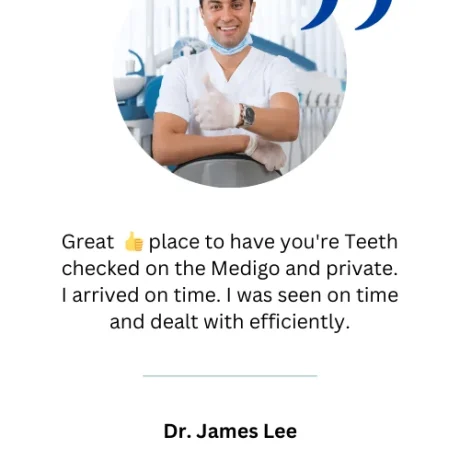 Great 👍 place to have you're Teeth
checked on the Medigo and private.
I arrived on time. I was seen on time
and dealt with efficiently.
Dr. James Lee